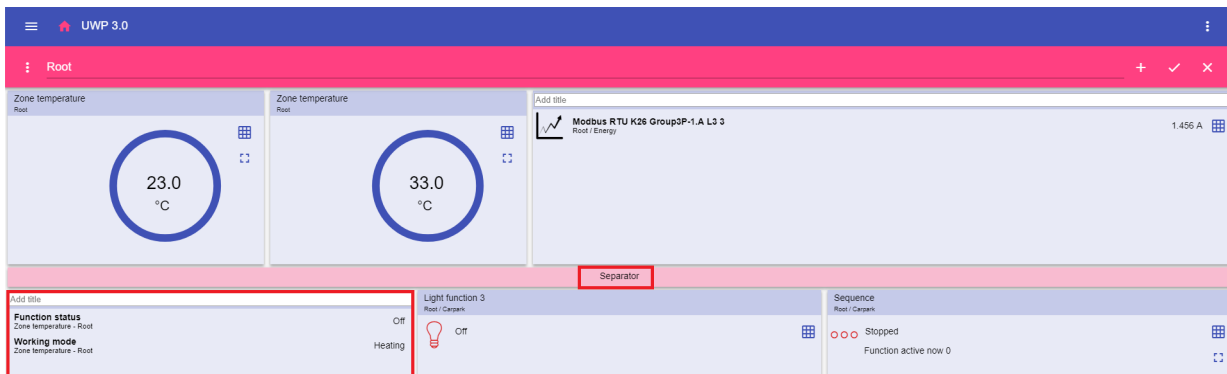 UWP 3.0
Root
Zone temperature
Root
23.0
°C
Zone temperature
Root
33.0
°C
Add title
Modbus RTU K26 Group3P-1.A L3 3
Root / Energy
1.456 A
Separator
Add title
Function status
Zone temperature - Root
Off
Working mode
Zone temperature - Root
Heating
Light function 3
Root / Carpark
Off
Sequence
Root / Carpark
Stopped
Function active now 0